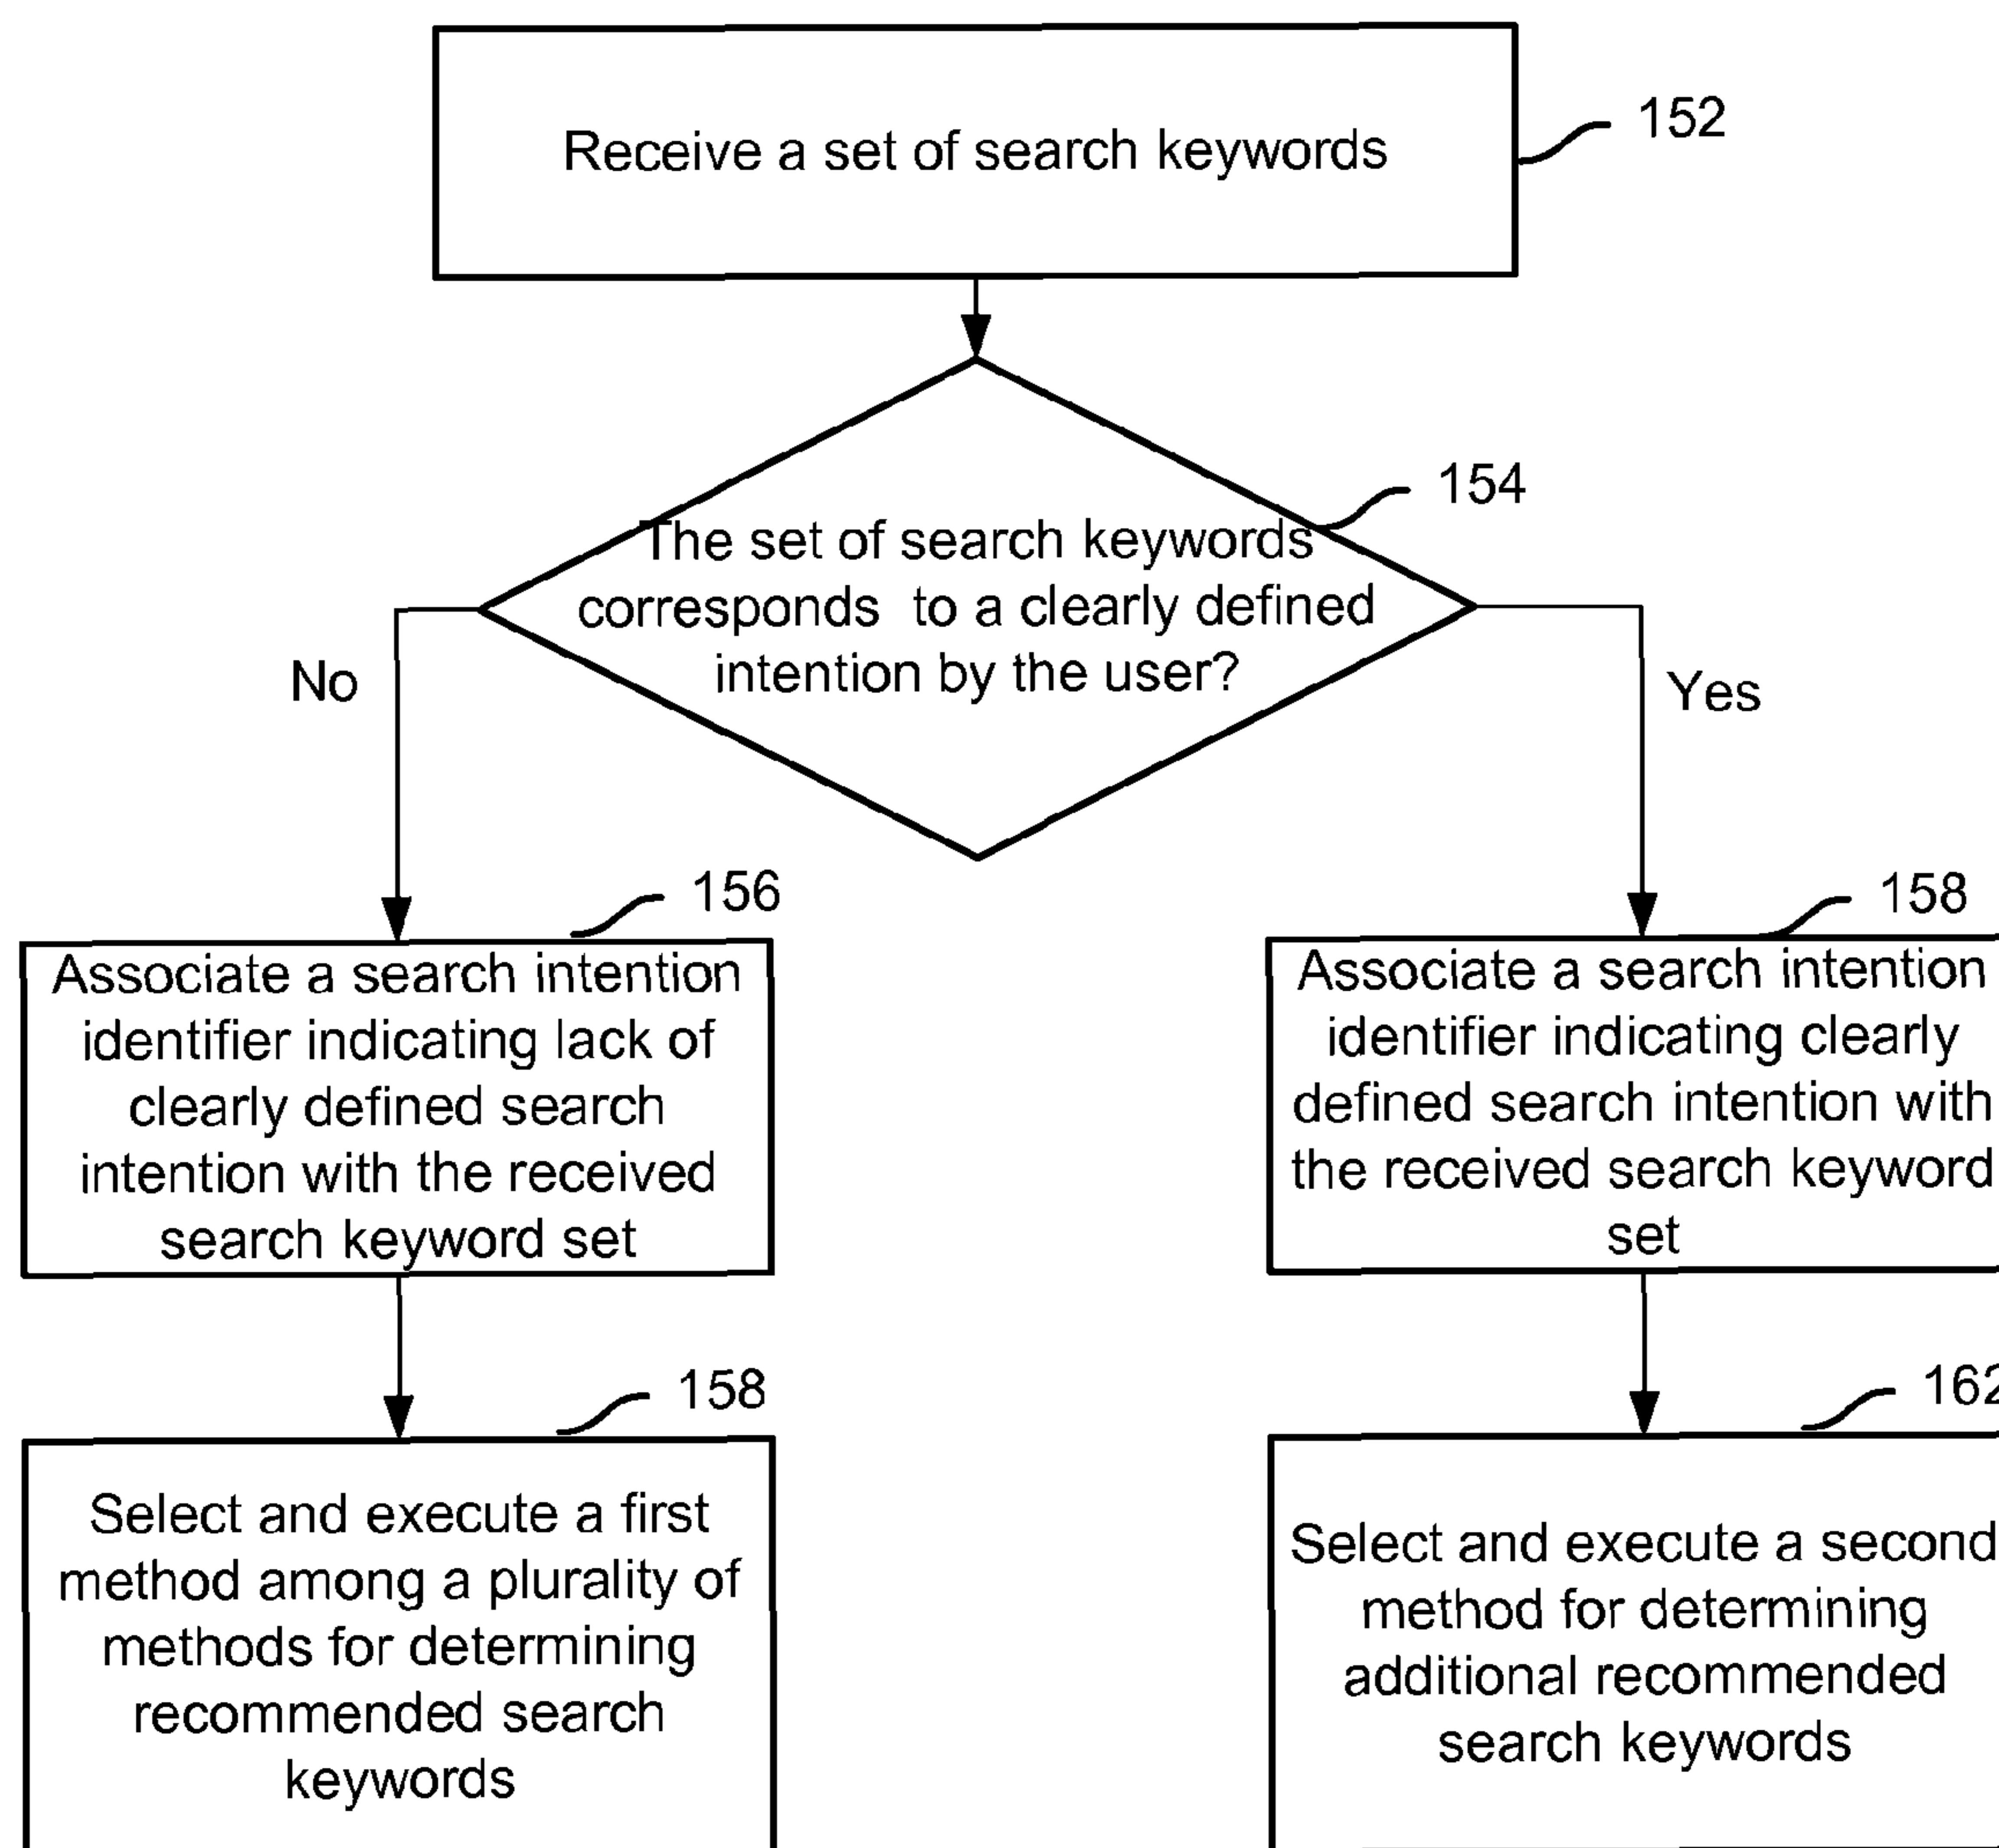 Receive a set of search keywords
152
154
The set of search keywords
corresponds to a clearly defined
intention by the user?
No
Yes
156
Associate a search intention
identifier indicating lack of
clearly defined search
intention with the received
search keyword set
158
Associate a search intention
identifier indicating clearly
defined search intention with
the received search keyword
set
158
Select and execute a first
method among a plurality of
methods for determining
recommended search
keywords
162
Select and execute a second
method for determining
additional recommended
search keywords